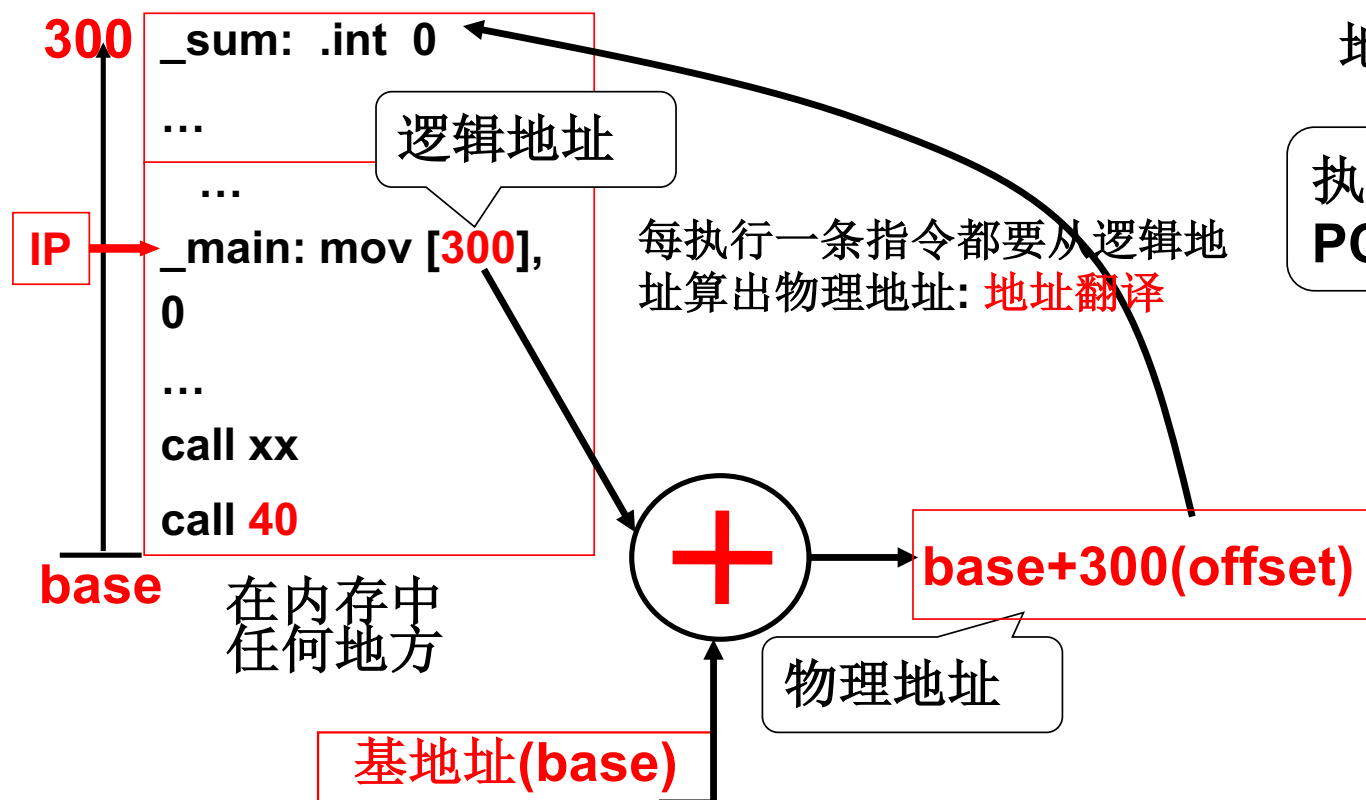 300
_sum: .int 0
…
逻辑地址
…
IP
_main: mov [300],
0
…
call xx
call 40
base
在内存中
任何地方
每执行一条指令都要从逻辑地
址算出物理地址: 地址翻译
+
base+300(offset)
物理地址
基地址(base)
执